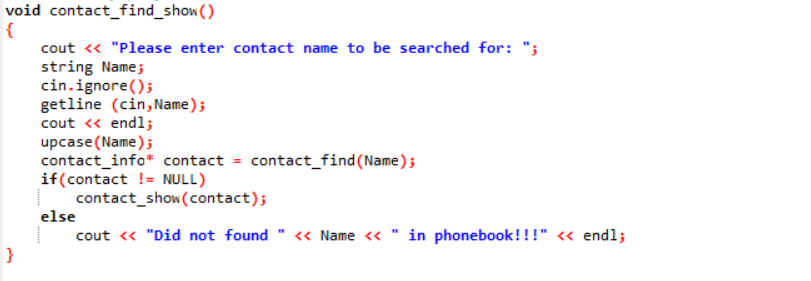 void contact_find_show()
{
    cout << "Please enter contact name to be searched for: ";
    string Name;
    cin.ignore();
    getline (cin,Name);
    cout << endl;
    upcase(Name);
    contact_info* contact = contact_find(Name);
    if(contact != NULL)
        contact_show(contact);
    else
        cout << "Did not found " << Name << " in phonebook!!!" << endl;
}